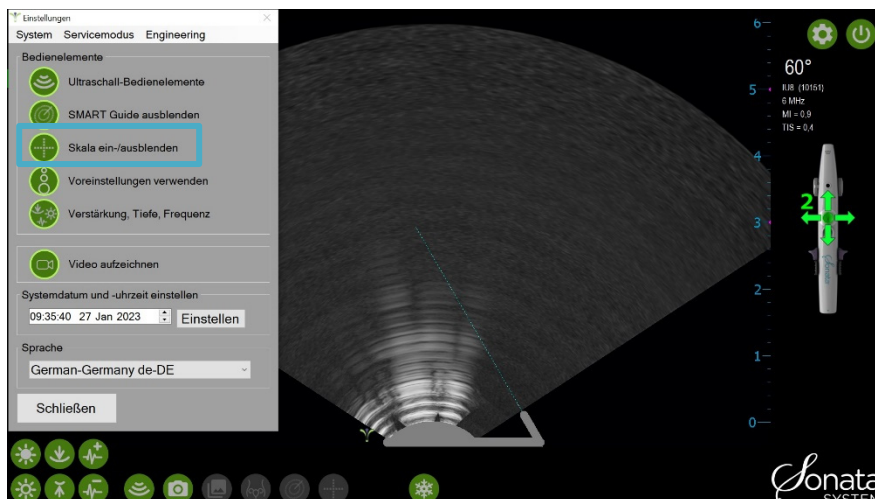 Einstellungen
System Servicemodus Engineering
Bedienelemente
Ultraschall-Bedienelemente
SMART Guide ausblenden
Skala ein-/ausblenden
Voreinstellungen verwenden
Verstärkung, Tiefe, Frequenz
Video aufzeichnen
Systemdatum und -uhrzeit einstellen
09:35:40 27 Jan 2023 Einstellen
Sprache
German-Germany de-DE
Schließen
6
5
4
3
2
1
0
60°
IU8 (10151)
6 MHz
MI = 0,9
TIS = 0,4
2
Sonata
Sonata
SYSTEM